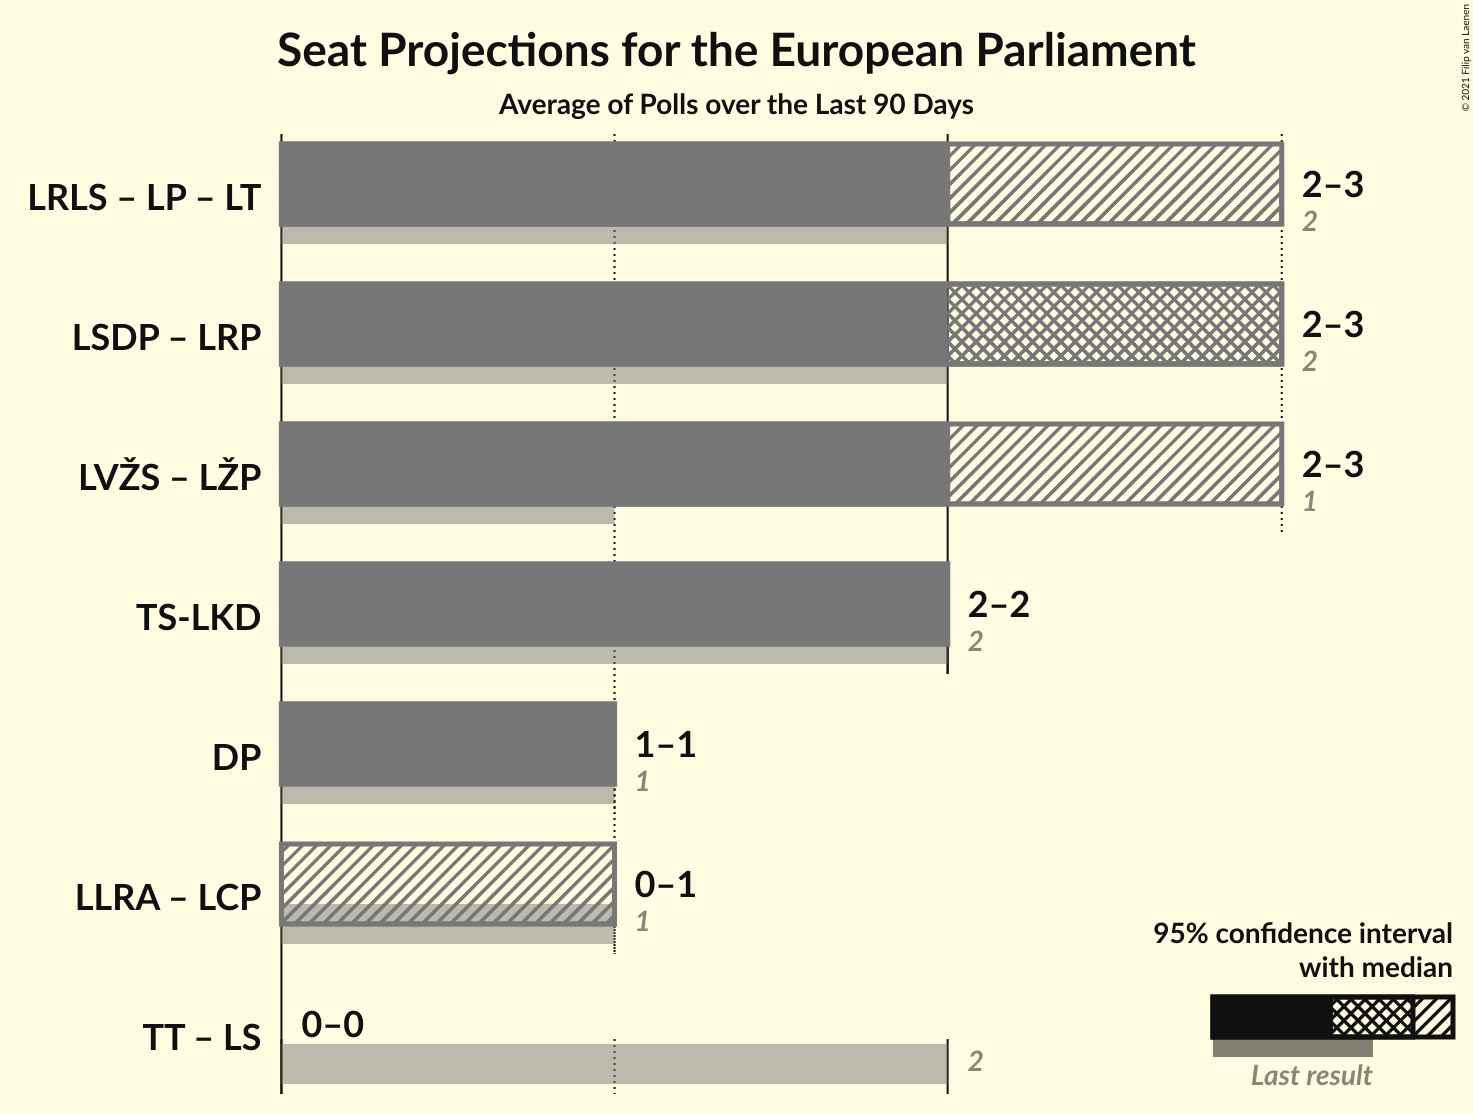 Seat Projections for the European Parliament
Average of Polls over the Last 90 Days
© 2021 Filip van Laenen
LRLS – LP – LT
2–3
2
LSDP – LRP
2–3
2
LVŽS – LŽP
2–3
1
TS-LKD
2–2
2
DP
1–1
1
LLRA – LCP
0–1
1
TT – LS
0–0
2
95% confidence interval
with median
Last result